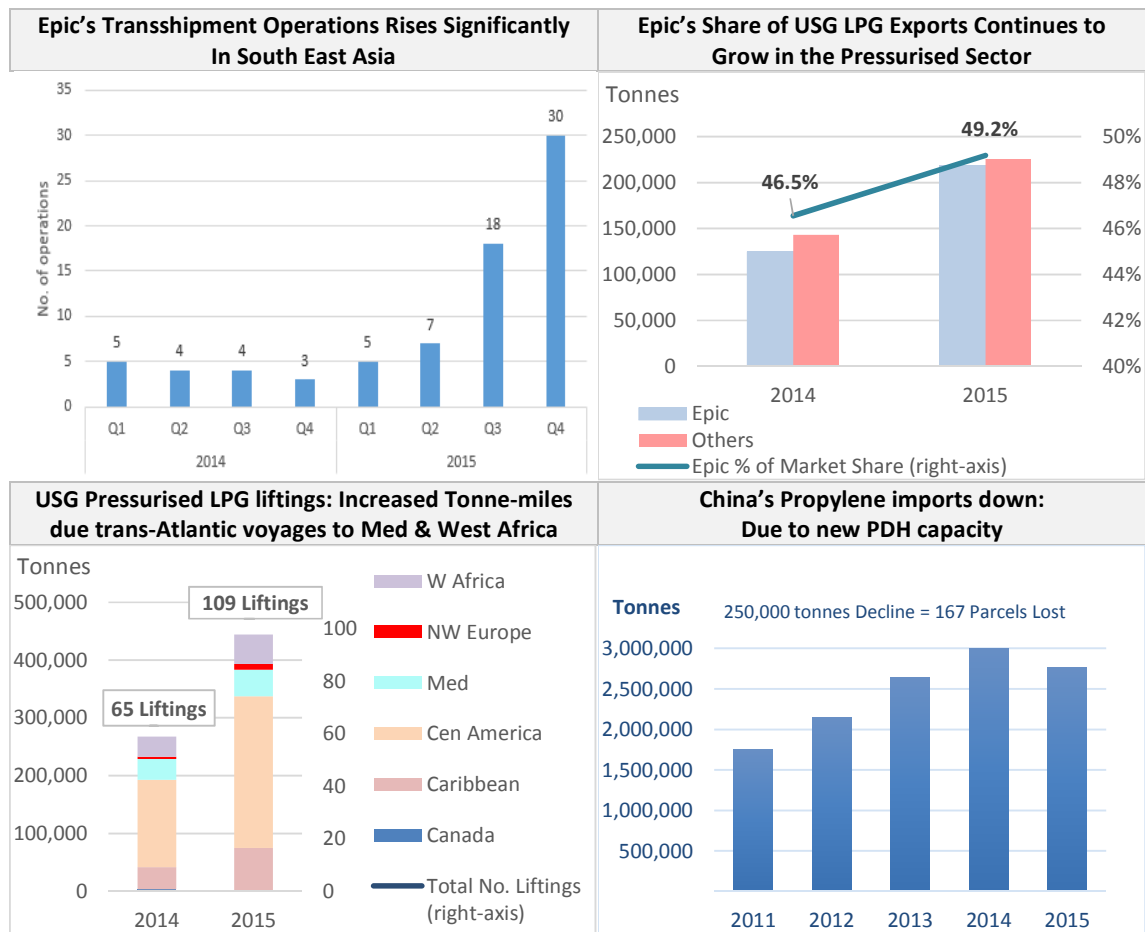 Epic's Transshipment Operations Rises Significantly
In South East Asia
35
30
25
20
15
10
5
0
No. of operations
5
4
4
3
5
7
18
30
Q1
Q2
Q3
Q4
Q1
Q2
Q3
Q4
2014
2015
Epic's Share of USG LPG Exports Continues to
Grow in the Pressurised Sector
Tonnes
250,000
200,000
150,000
100,000
50,000
0
46.5%
49.2%
50%
48%
46%
44%
42%
40%
2014
2015
Epic
Others
Epic % of Market Share (right-axis)
USG Pressurised LPG liftings: Increased Tonne-miles
due trans-Atlantic voyages to Med & West Africa
Tonnes
500,000
400,000
300,000
200,000
100,000
0
65 Liftings
109 Liftings
100
80
60
40
20
0
2014
2015
W Africa
NW Europe
Med
Cen America
Caribbean
Canada
Total No. Liftings
(right-axis)
China's Propylene imports down:
Due to new PDH capacity
Tonnes
250,000 tonnes Decline = 167 Parcels Lost
3,000,000
2,500,000
2,000,000
1,500,000
1,000,000
500,000
2011
2012
2013
2014
2015